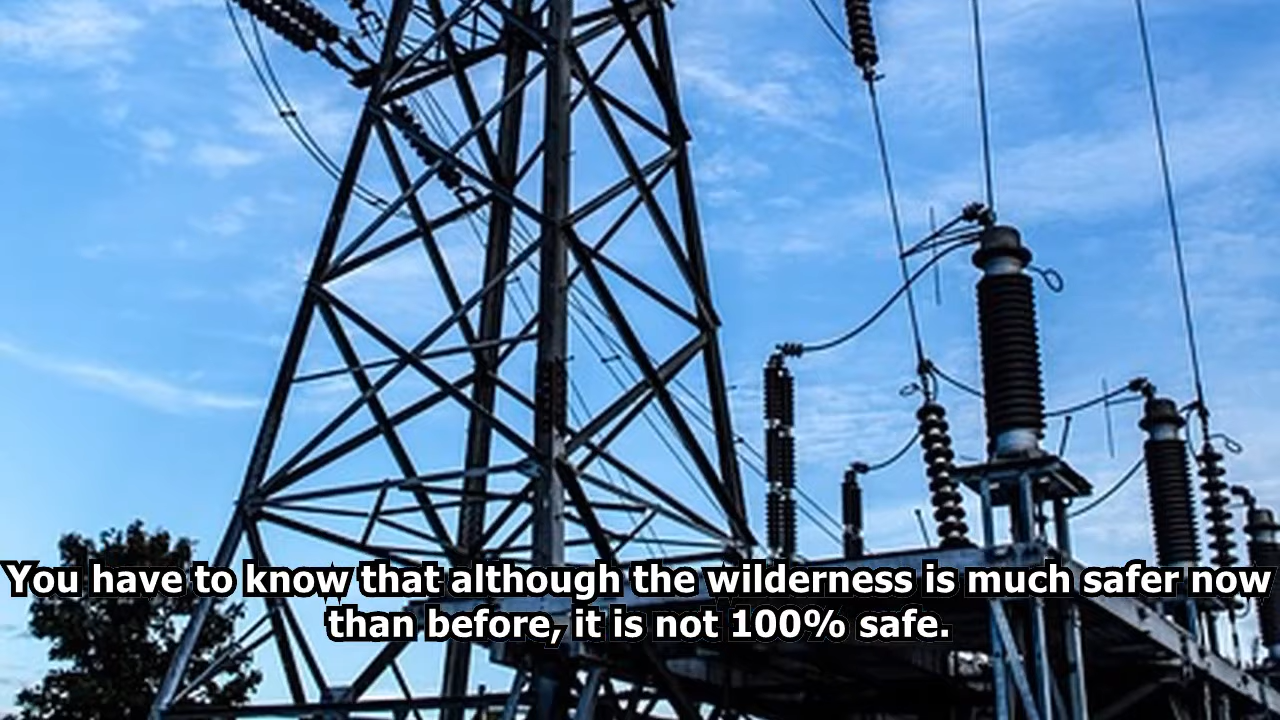 You have to know that although the wilderness is much safer now
than before, it is not 100% safe.